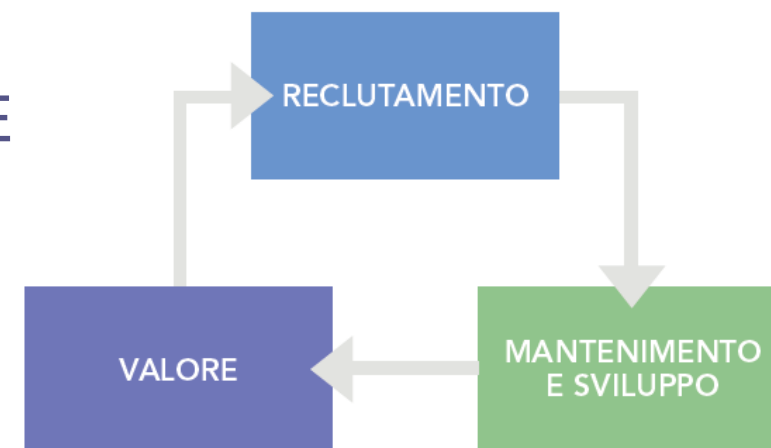 E
RECLUTAMENTO
VALORE
MANTENIMENTO
E SVILUPPO